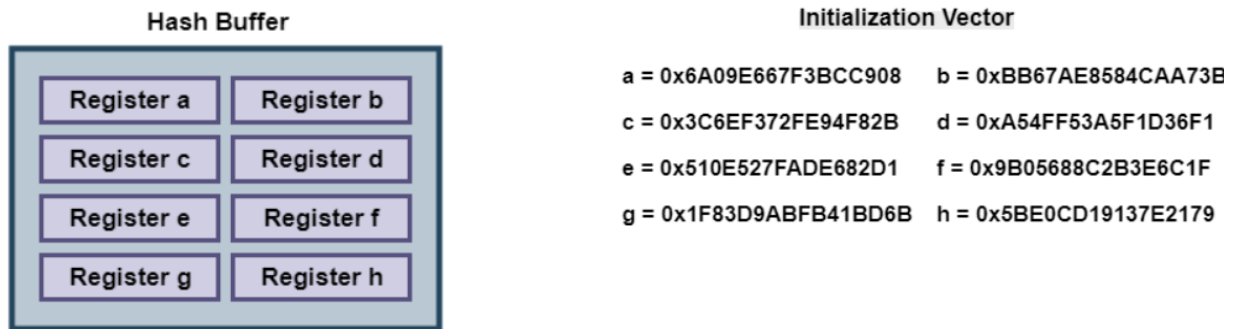 Hash Buffer
Initialization Vector
Register a Register b
Register c Register d
Register e Register f
Register g Register h
a = 0x6A09E667F3BCC908 b = 0xBB67AE8584CAA73B
c = 0x3C6EF372FE94F82B d = 0xA54FF53A5F1D36F1
e = 0x510E527FADE682D1 f = 0x9B05688C2B3E6C1F
g = 0x1F83D9ABFB41BD6B h = 0x5BE0CD19137E2179